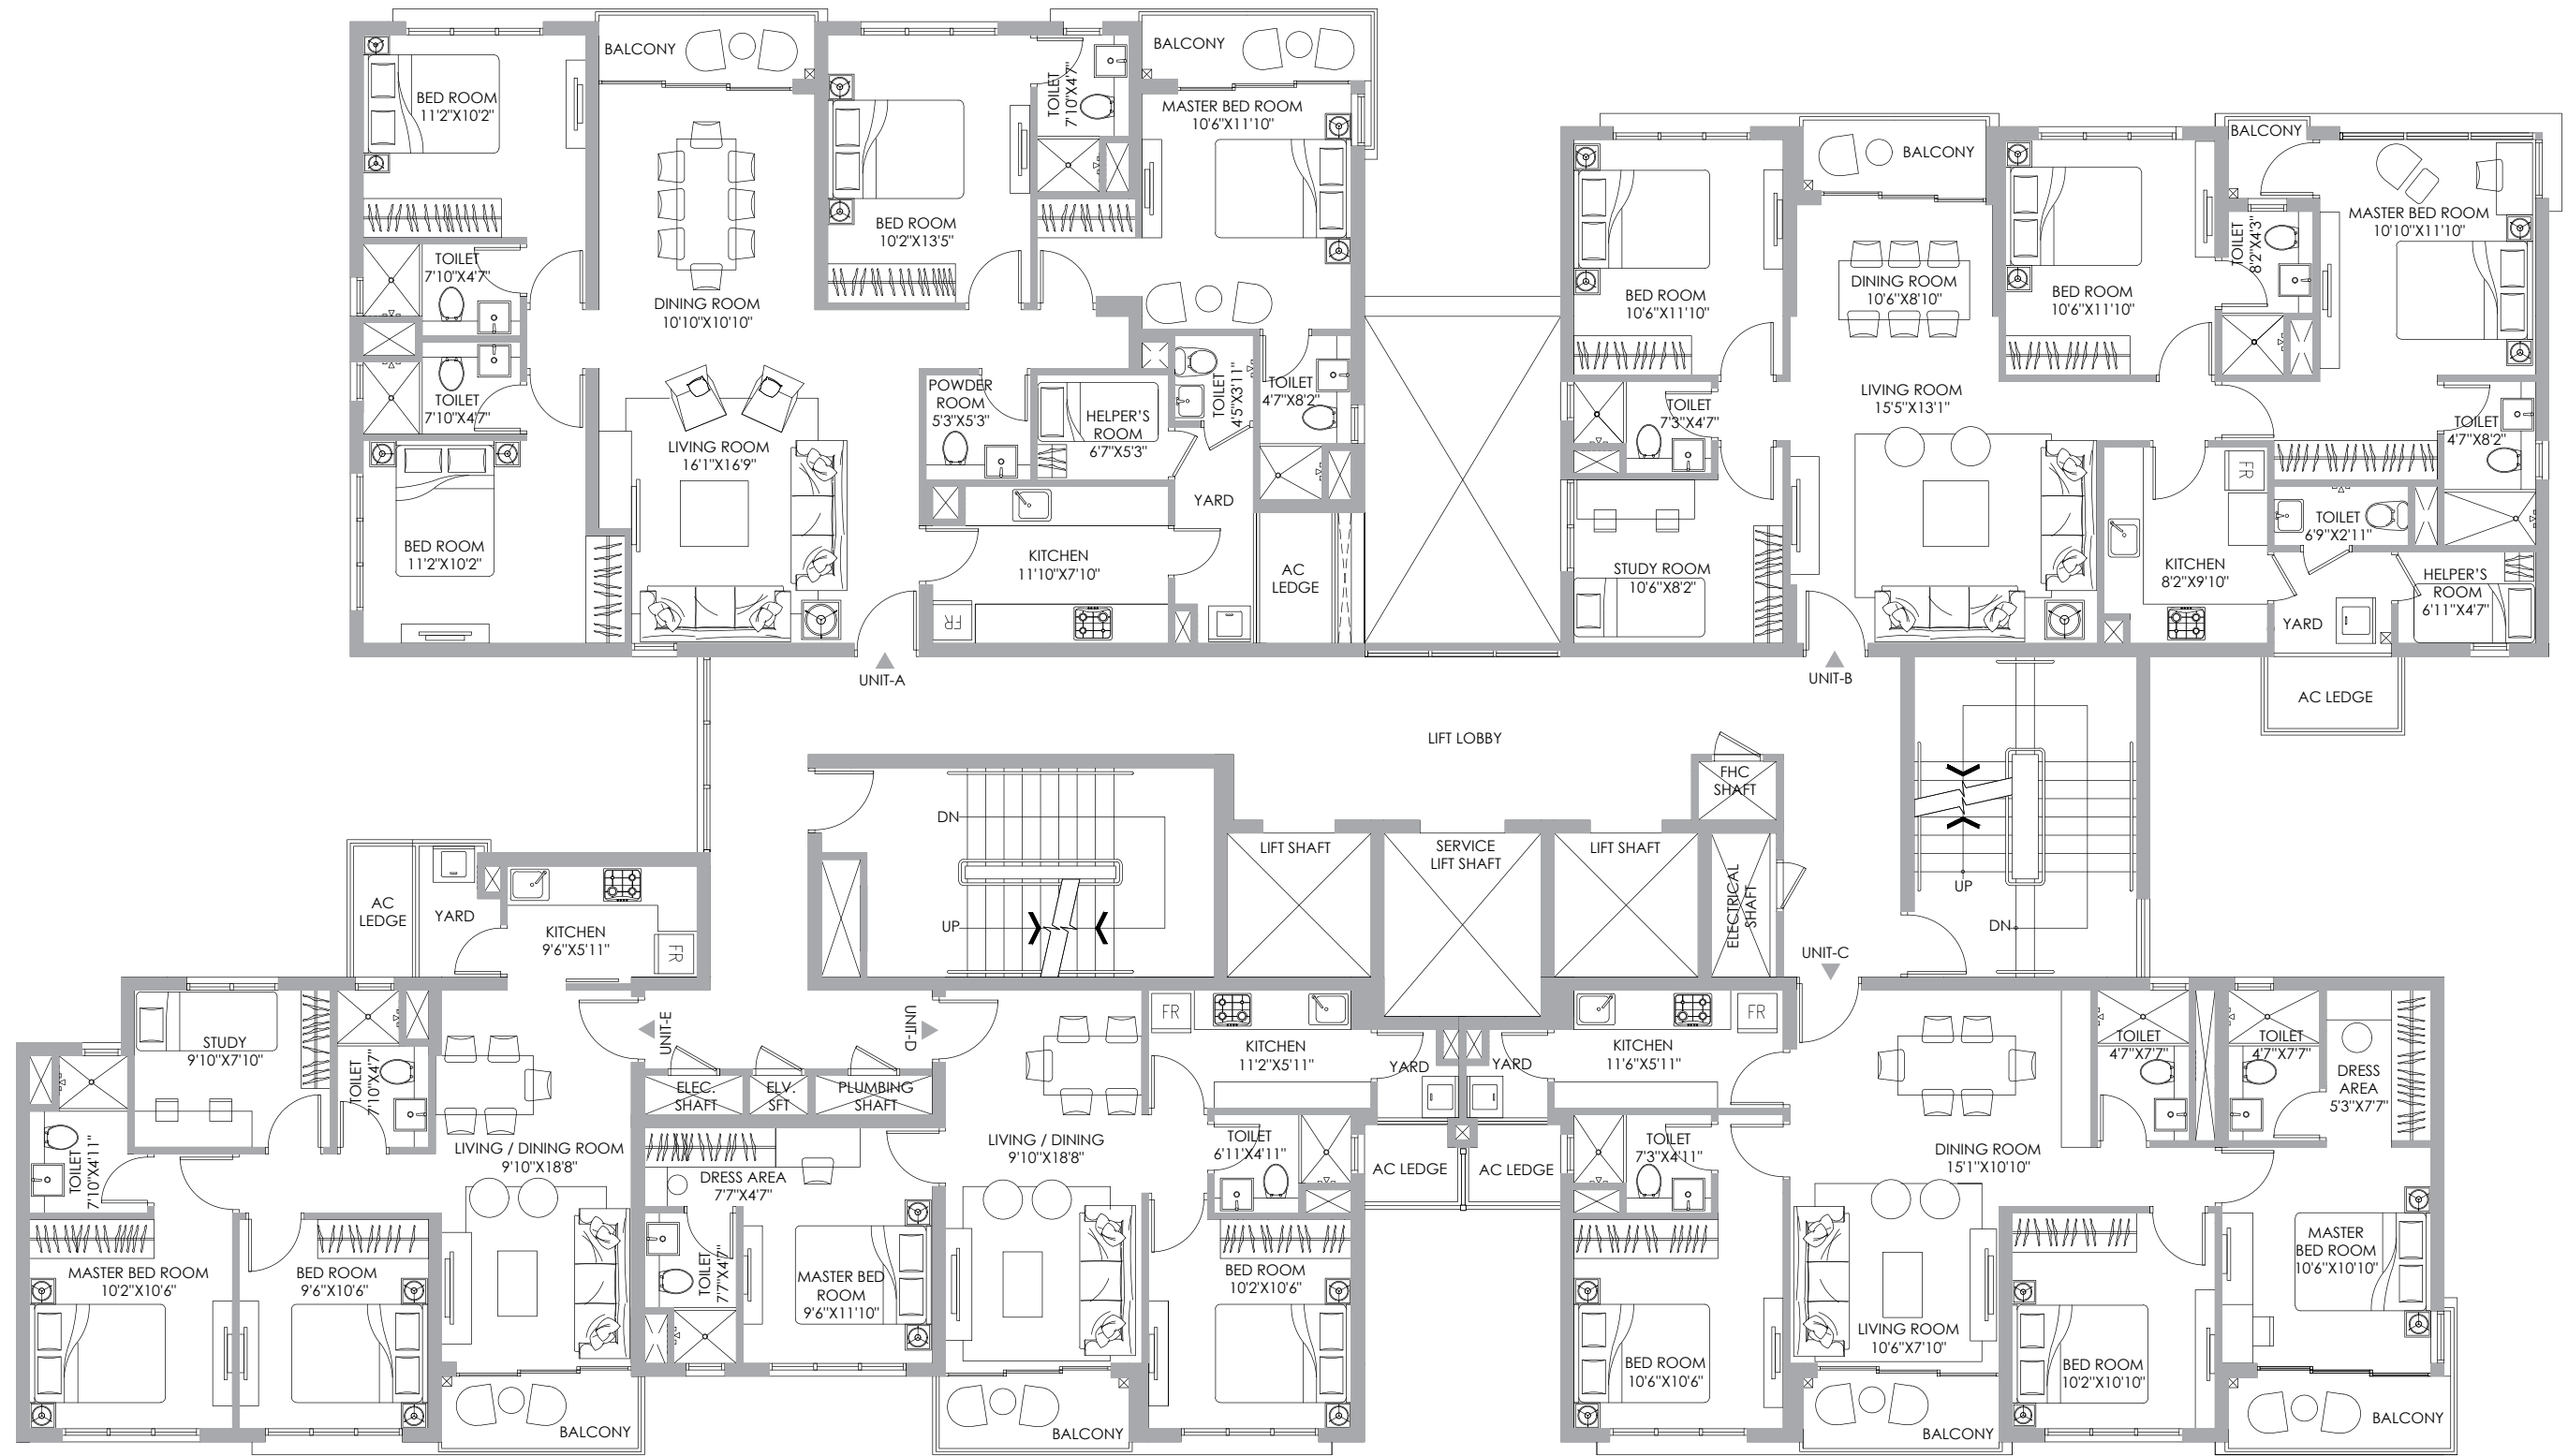 BALCONY
BED ROOM
11'2"X10'2"
TOILET
7'10"X4'7"
BALCONY
MASTER BED ROOM
10'6"X11'10"
BED ROOM
10'2"X13'5"
TOILET
7'10"X4'7"
DINING ROOM
10'10"X10'10"
TOILET
7'10"X4'7"
POWDER
ROOM
5'3"X5'3"
HELPER'S
ROOM
6'7"X5'3"
TOILET
4'5"X3'11"
TOILET
4'7"X8'2"
LIVING ROOM
16'1"X16'9"
YARD
BED ROOM
11'2"X10'2"
KITCHEN
11'10"X7'10"
AC
LEDGE
FR
UNIT-A
BALCONY
BALCONY
MASTER BED ROOM
10'10"X11'10"
TOILET
8'2"X4'3"
DINING ROOM
10'6"X8'10"
BED ROOM
10'6"X11'10"
BED ROOM
10'6"X11'10"
LIVING ROOM
15'5"X13'1"
TOILET
7'3"X4'7"
TOILET
4'7"X8'2"
FR
TOILET
6'9"X2'11"
STUDY ROOM
10'6"X8'2"
KITCHEN
8'2"X9'10"
HELPER'S
ROOM
6'11"X4'7"
YARD
UNIT-B
AC LEDGE
LIFT LOBBY
FHC
SHAFT
DN
UP
LIFT SHAFT
SERVICE
LIFT SHAFT
LIFT SHAFT
ELECTRICAL
SHAFT
UP
DN
UNIT-C
AC
LEDGE
YARD
KITCHEN
9'6"X5'11"
FR
STUDY
9'10"X7'10"
TOILET
7'10"X4'7"
UNIT-E
UNIT-D
ELEC.
SHAFT
ELV.
SFT
PLUMBING
SHAFT
TOILET
7'10"X4'11"
LIVING / DINING ROOM
9'10"X18'8"
MASTER BED ROOM
10'2"X10'6"
BED ROOM
9'6"X10'6"
BALCONY
DRESS AREA
7'7"X4'7"
TOILET
7'7"X4'7"
MASTER BED
ROOM
9'6"X11'10"
LIVING / DINING
9'10"X18'8"
FR
KITCHEN
11'2"X5'11"
YARD
TOILET
6'11"X4'11"
AC LEDGE
BED ROOM
10'2"X10'6"
BALCONY
YARD
KITCHEN
11'6"X5'11"
FR
AC LEDGE
TOILET
7'3"X4'11"
TOILET
4'7"X7'7"
TOILET
4'7"X7'7"
DRESS
AREA
5'3"X7'7"
DINING ROOM
15'1"X10'10"
MASTER
BED ROOM
10'6"X10'10"
LIVING ROOM
10'6"X7'10"
BED ROOM
10'6"X10'6"
BED ROOM
10'2"X10'10"
BALCONY
BALCONY